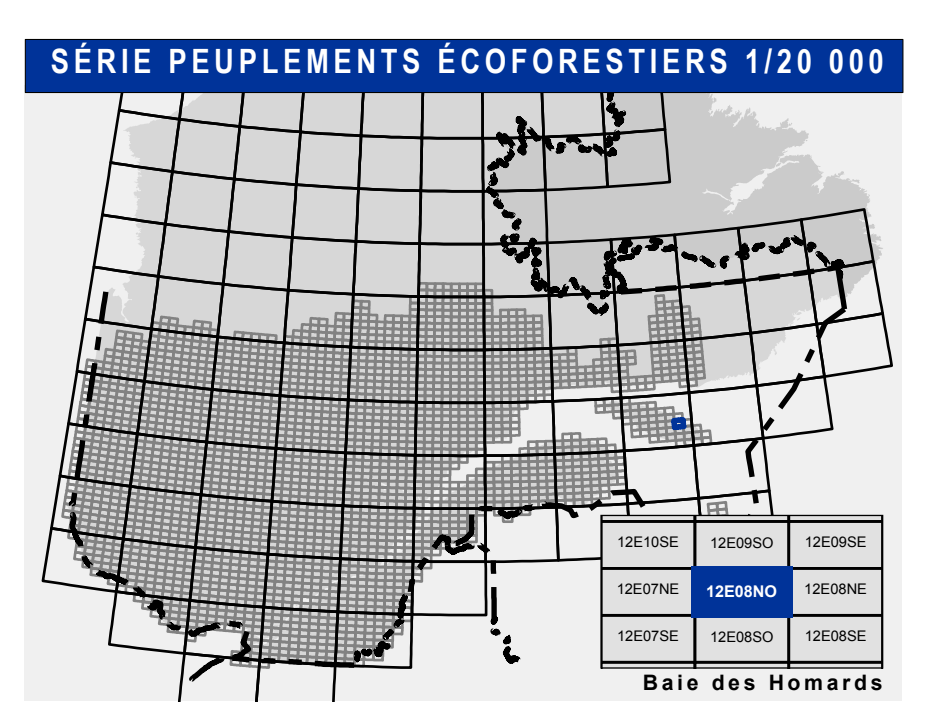 SÉRIE PEUPLEMENTS ÉCOFORESTIERS 1/20 000
12E10SE 12E09SO 12E09SE
12E07NE 12E08NO 12E08NE
12E07SE 12E08SO 12E08SE
Baie des Homards